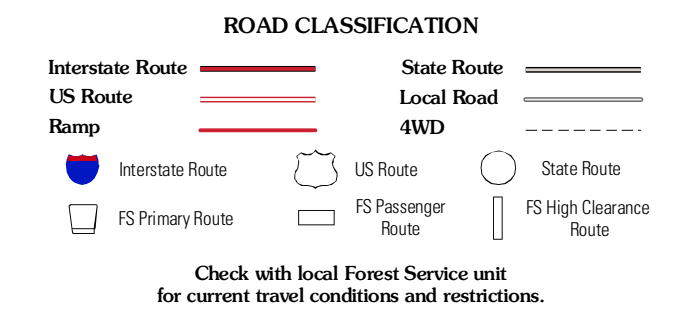 ROAD CLASSIFICATION
Interstate Route
State Route
US Route
Local Road
Ramp
4WD
Interstate Route
US Route
State Route
FS Primary Route
FS Passenger
Route
FS High Clearance
Route
Check with local Forest Service unit
for current travel conditions and restrictions.